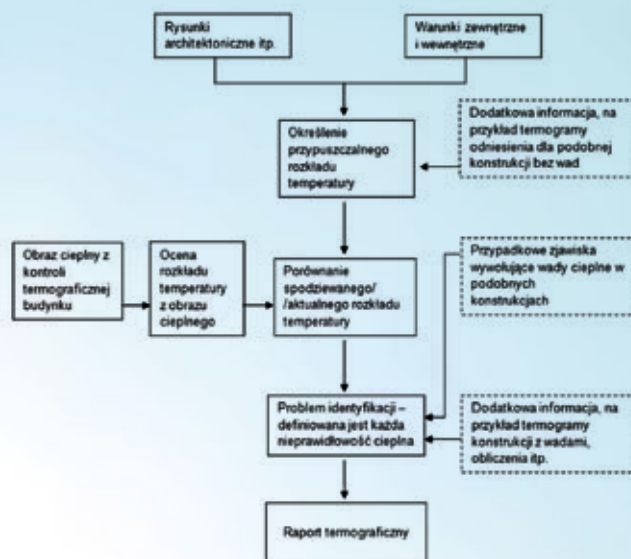 Rysunki
architektoniczne itp.
Warunki zewnętrzne
i wewnętrzne
Określenie
przypuszczalnego
rozkładu
temperatury
Dodatkowa informacja, na
przykład termogramy
odniesienia dla podobnej
konstrukcji bez wad
Obraz cieplny z
kontroli
termograficznej
budynku
Ocena
rozkładu
temperatury
z obrazu
cieplnego
Porównanie
spodziewanego/
/aktualnego rozkładu
temperatury
Przypadkowe zjawiska
wywołujące wady cieplne w
podobnych
konstrukcjach
Problem identyfikacji –
definiowana jest każda
nieprawidłowość cieplna
Dodatkowa informacja, na
przykład termogramy
konstrukcji z wadami,
obliczenia itp.
Raport termograficzny